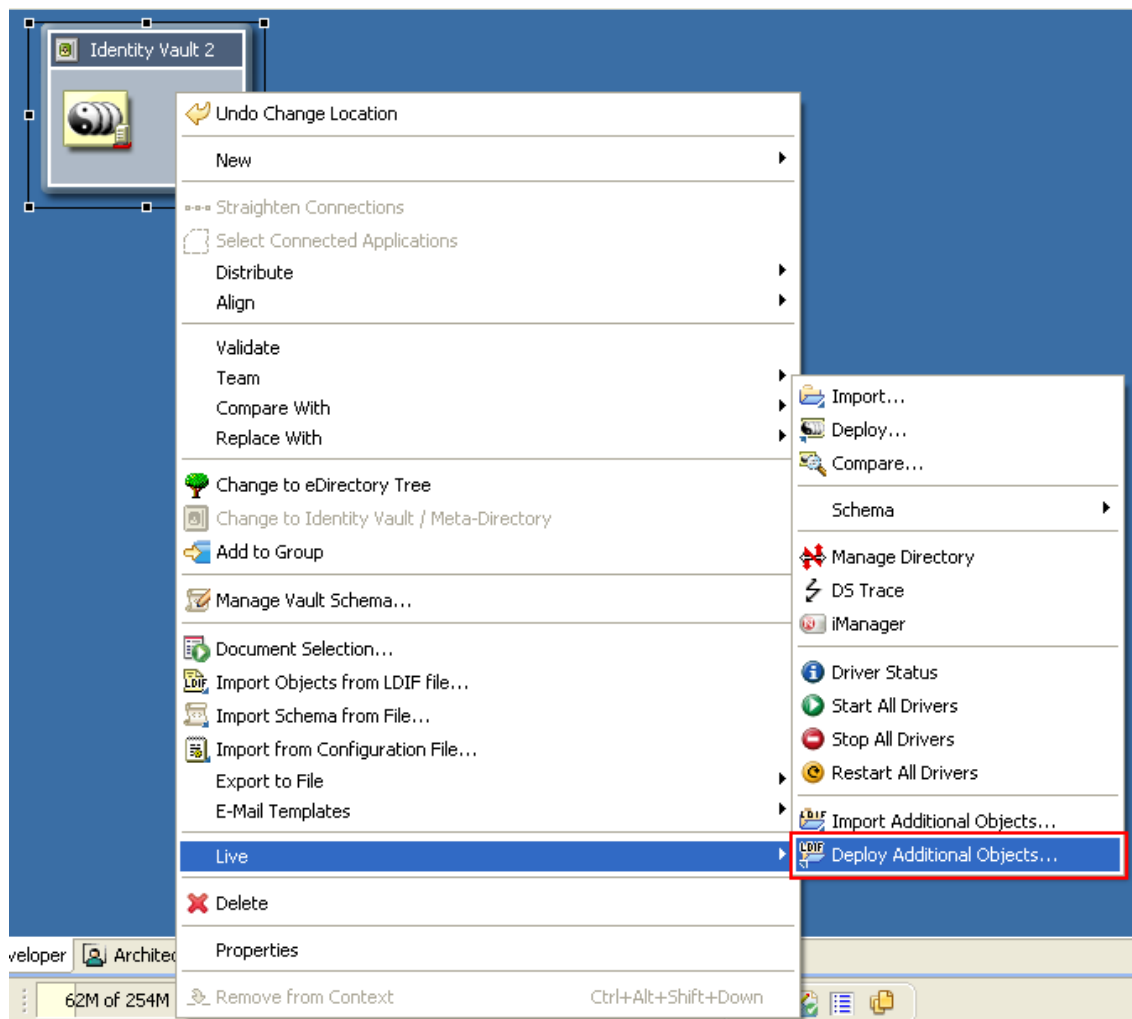 Identity Vault 2
Undo Change Location
New
Straighten Connections
Select Connected Applications
Distribute
Align
Validate
Team
Compare With
Replace With
Change to eDirectory Tree
Change to Identity Vault / Meta-Directory
Add to Group
Manage Vault Schema...
Document Selection...
LDIF
Import Objects from LDIF file...
Import Schema from File...
Import from Configuration File...
Export to File
E-Mail Templates
Live
Delete
Properties
Remove from Context Ctrl+Alt+Shift+Down
Import...
Deploy...
Compare...
Schema
Manage Directory
DS Trace
iManager
Driver Status
Start All Drivers
Stop All Drivers
Restart All Drivers
LDIF Import Additional Objects...
LDIF Deploy Additional Objects...
veloper Architec
62M of 254M